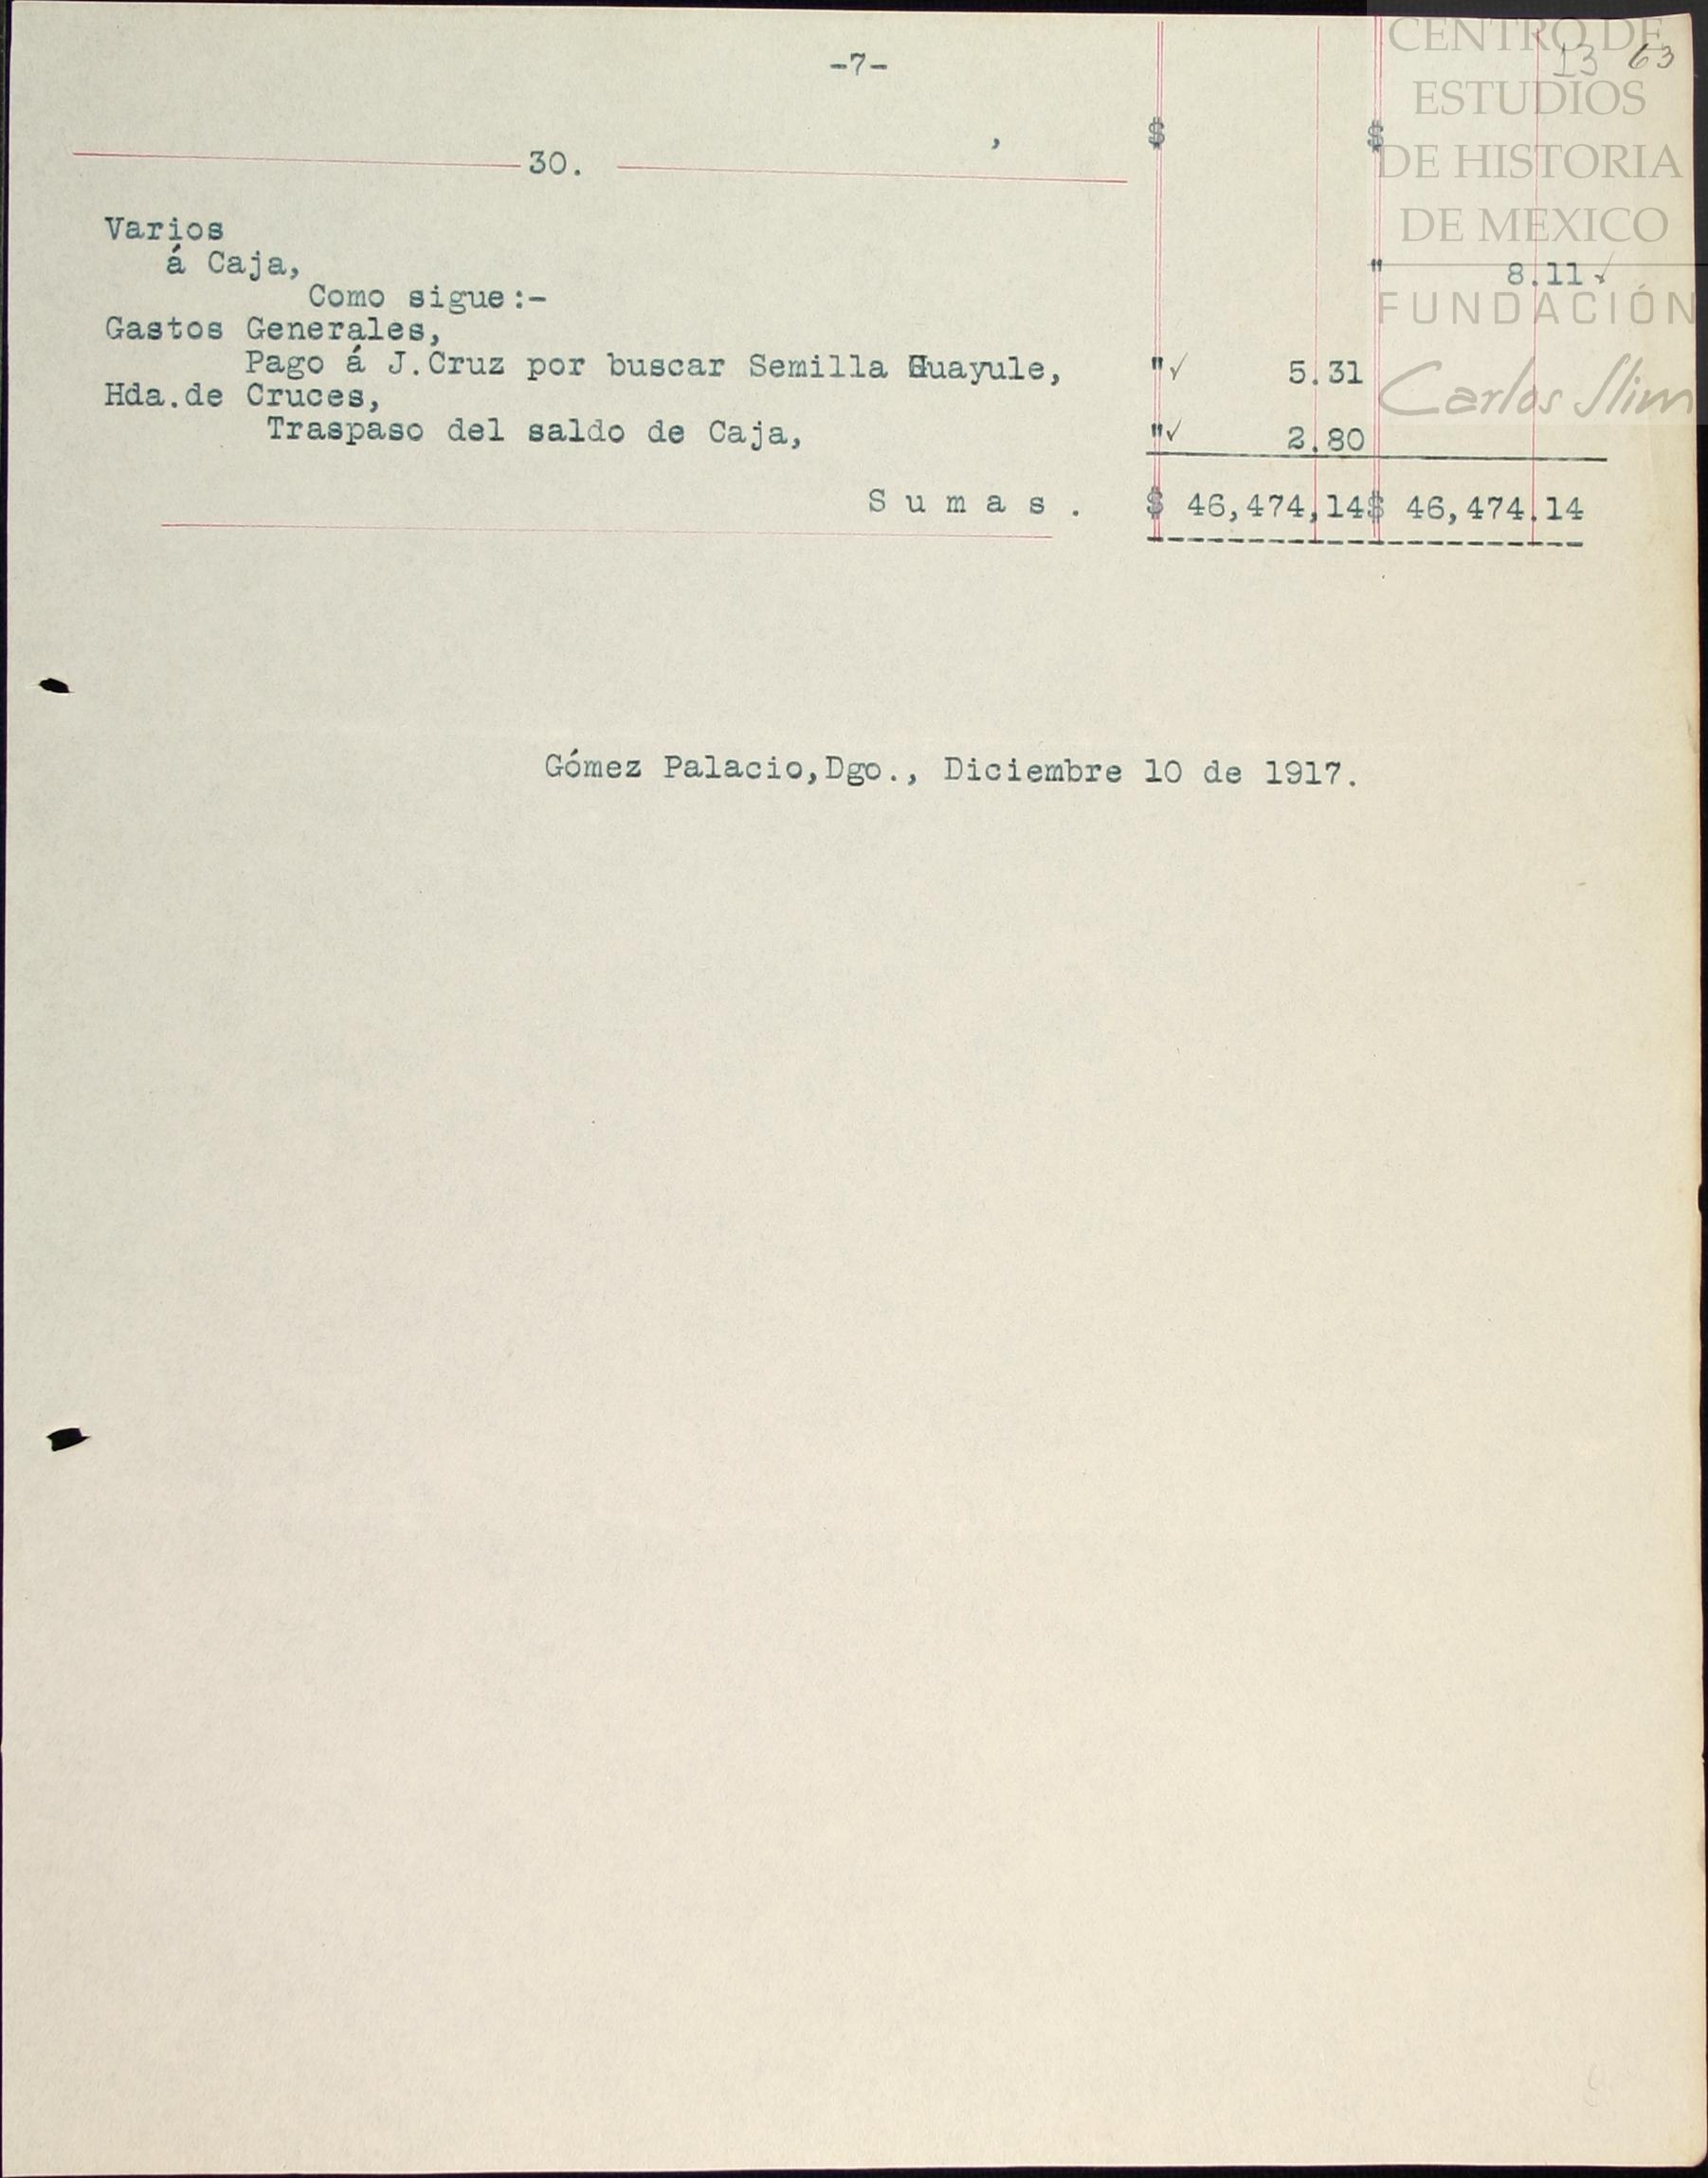 -7-
13 63
CENTRO DE
ESTUDIOS
DE HISTORIA
DE MEXICO
FUNDACIÓN
Carlos Slim
, $ $
30.
Varios
á Caja, " 8.11 ✓
Como sigue:-
Gastos Generales,
Pago á J.Cruz por buscar Semilla Guayule, "✓ 5.31
Hda.de Cruces,
Traspaso del saldo de Caja, "✓ 2.80
Sumas. $ 46,474,14$ 46,474.14
Gómez Palacio,Dgo., Diciembre 10 de 1917.